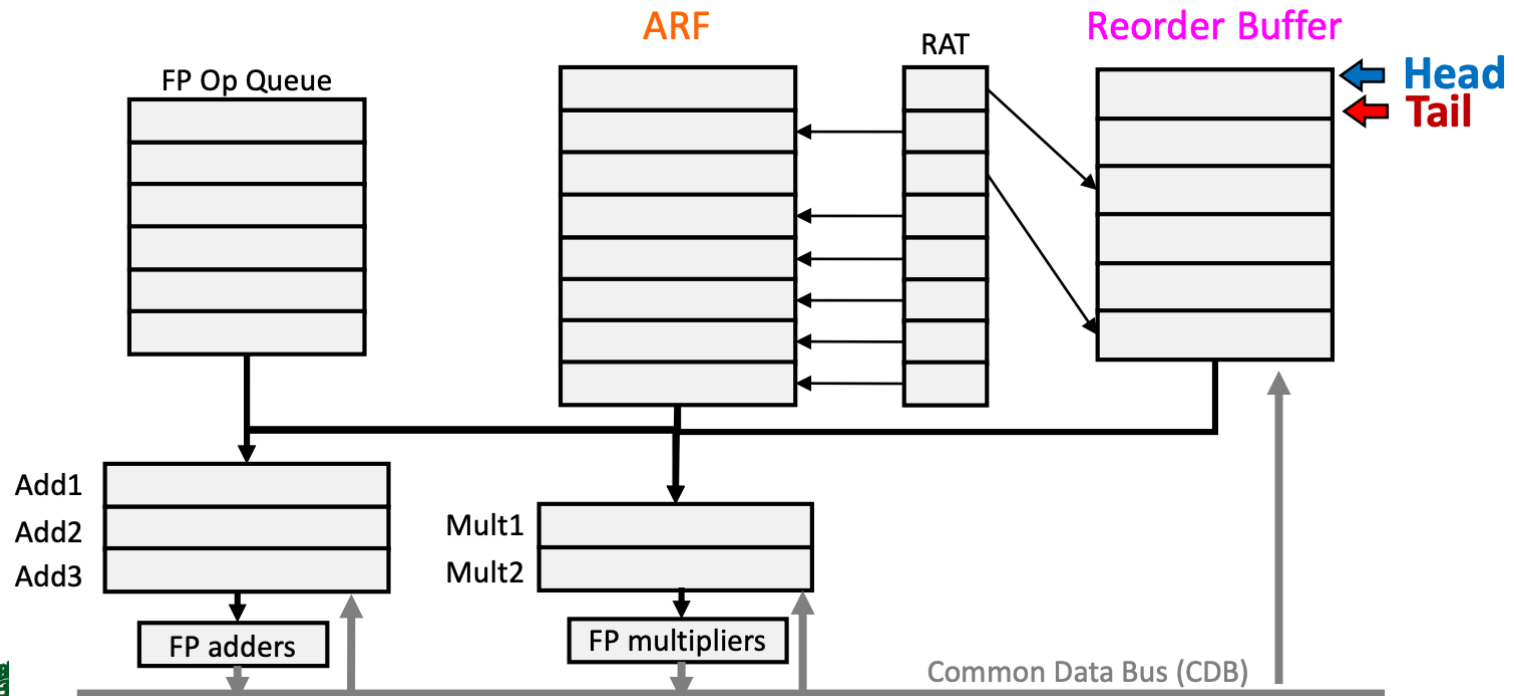 ARF
RAT
Reorder Buffer
FP Op Queue
Head
Tail
Add1
Add2
Add3
Mult1
Mult2
FP adders
FP multipliers
Common Data Bus (CDB)